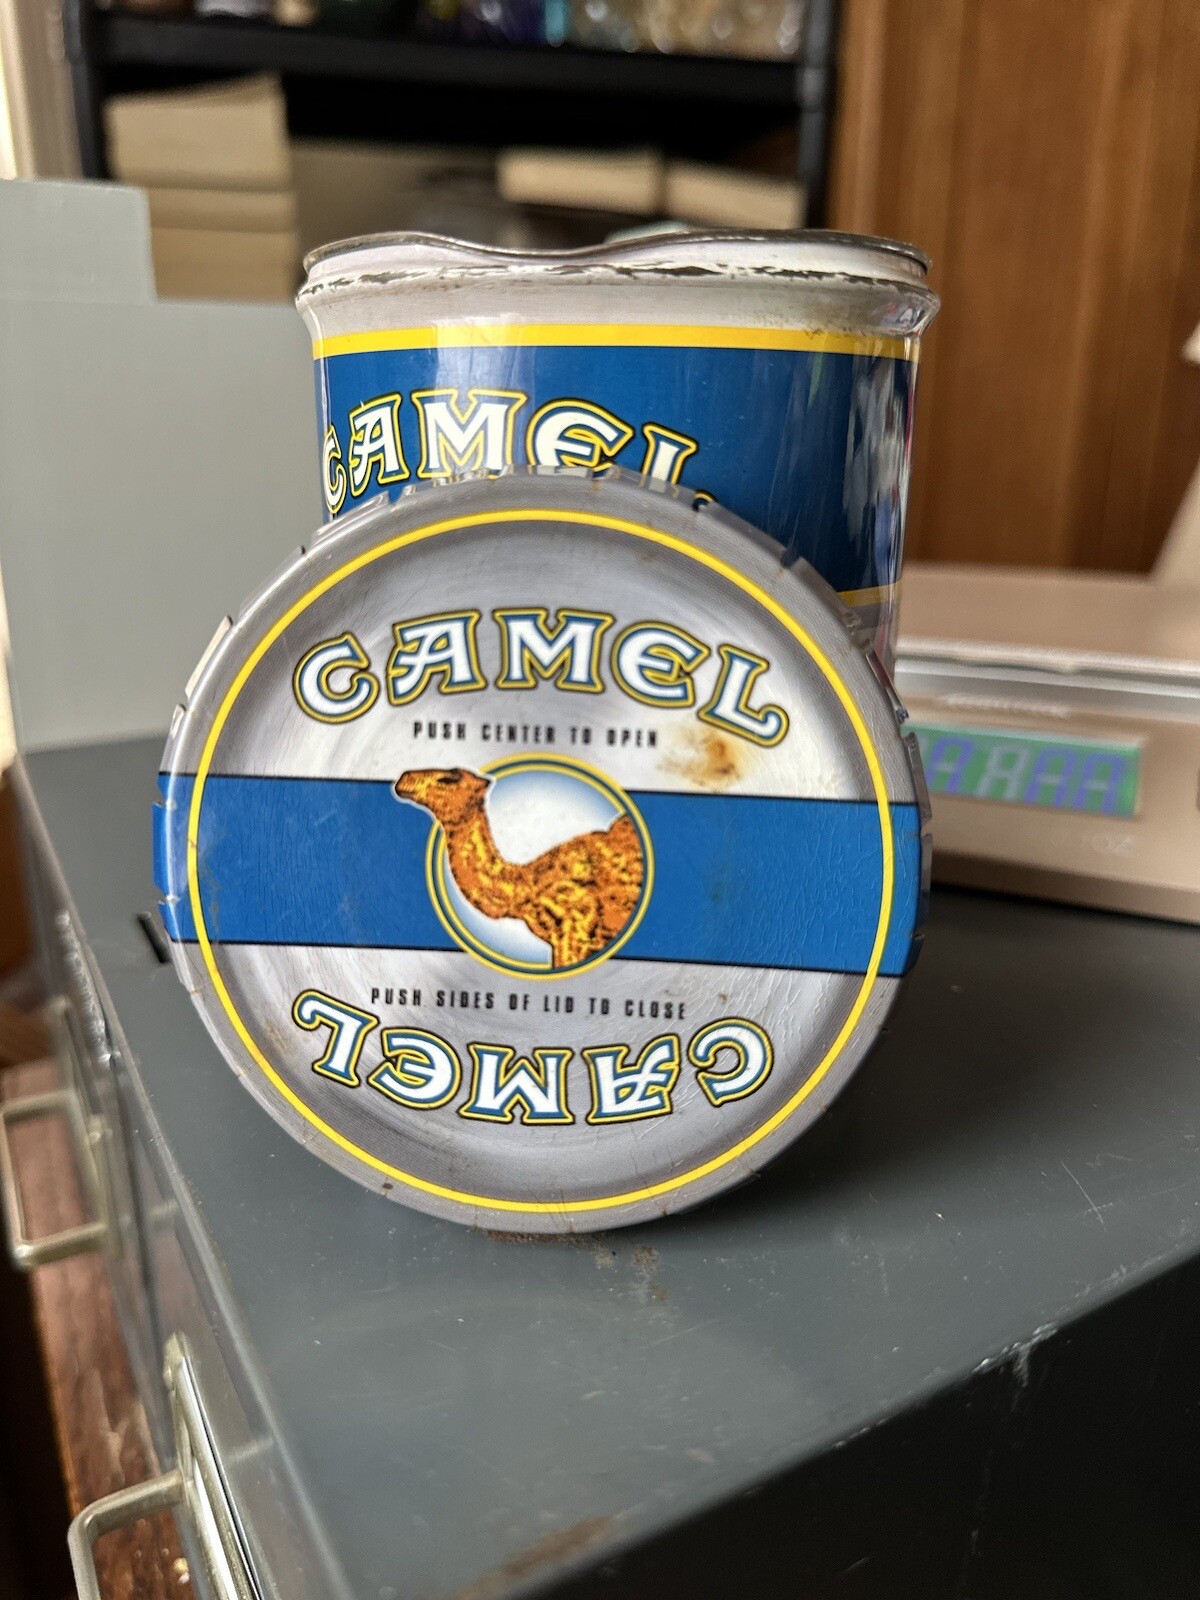 CAMEL
CAMEL
PUSH CENTER TO OPEN
PUSH SIDES OF LID TO CLOSE
CAMEL